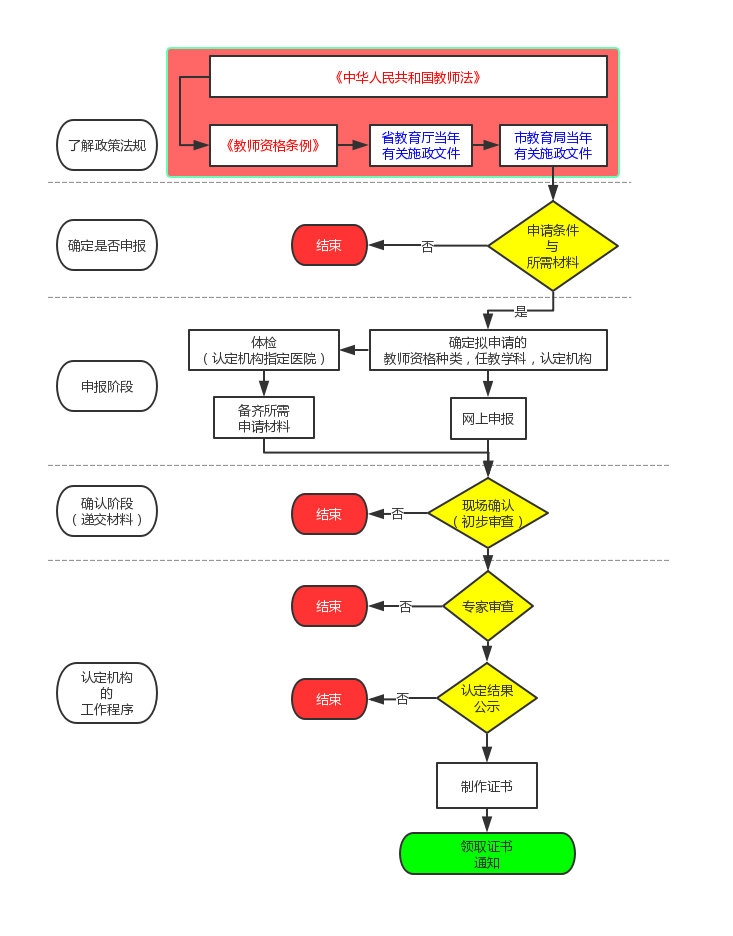 《中华人民共和国教师法》
了解政策法规
《教师资格条例》
省教育厅当年
有关施政文件
市教育局当年
有关施政文件
确定是否申报
结束
否
申请条件
与
所需材料
是
申报阶段
体检
（认定机构指定医院）
确定拟申请的
教师资格种类，任教学科，认定机构
备齐所需
申请材料
网上申报
确认阶段
（递交材料）
结束
否
现场确认
（初步审查）
结束
否
专家审查
认定机构
的
工作程序
结束
否
认定结果
公示
制作证书
领取证书
通知